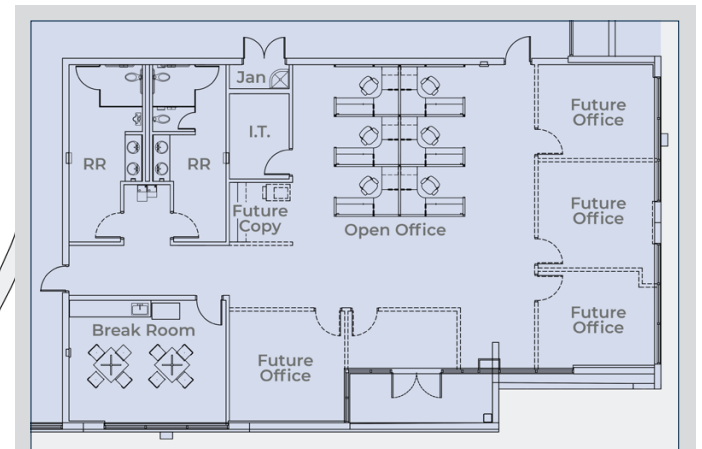 Jan
I.T.
RR
RR
Future
Copy
Open Office
Future
Office
Future
Office
Future
Office
Break Room
Future
Office